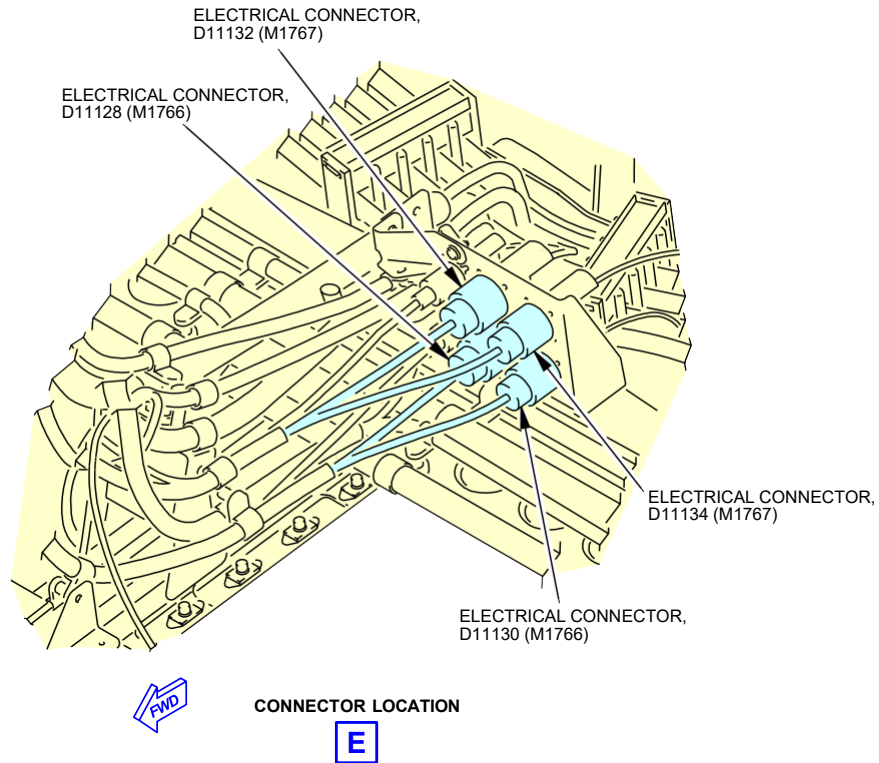 ELECTRICAL CONNECTOR,
D11132 (M1767)
ELECTRICAL CONNECTOR,
D11128 (M1766)
ELECTRICAL CONNECTOR,
D11134 (M1767)
ELECTRICAL CONNECTOR,
D11130 (M1766)
FWD
CONNECTOR LOCATION
E